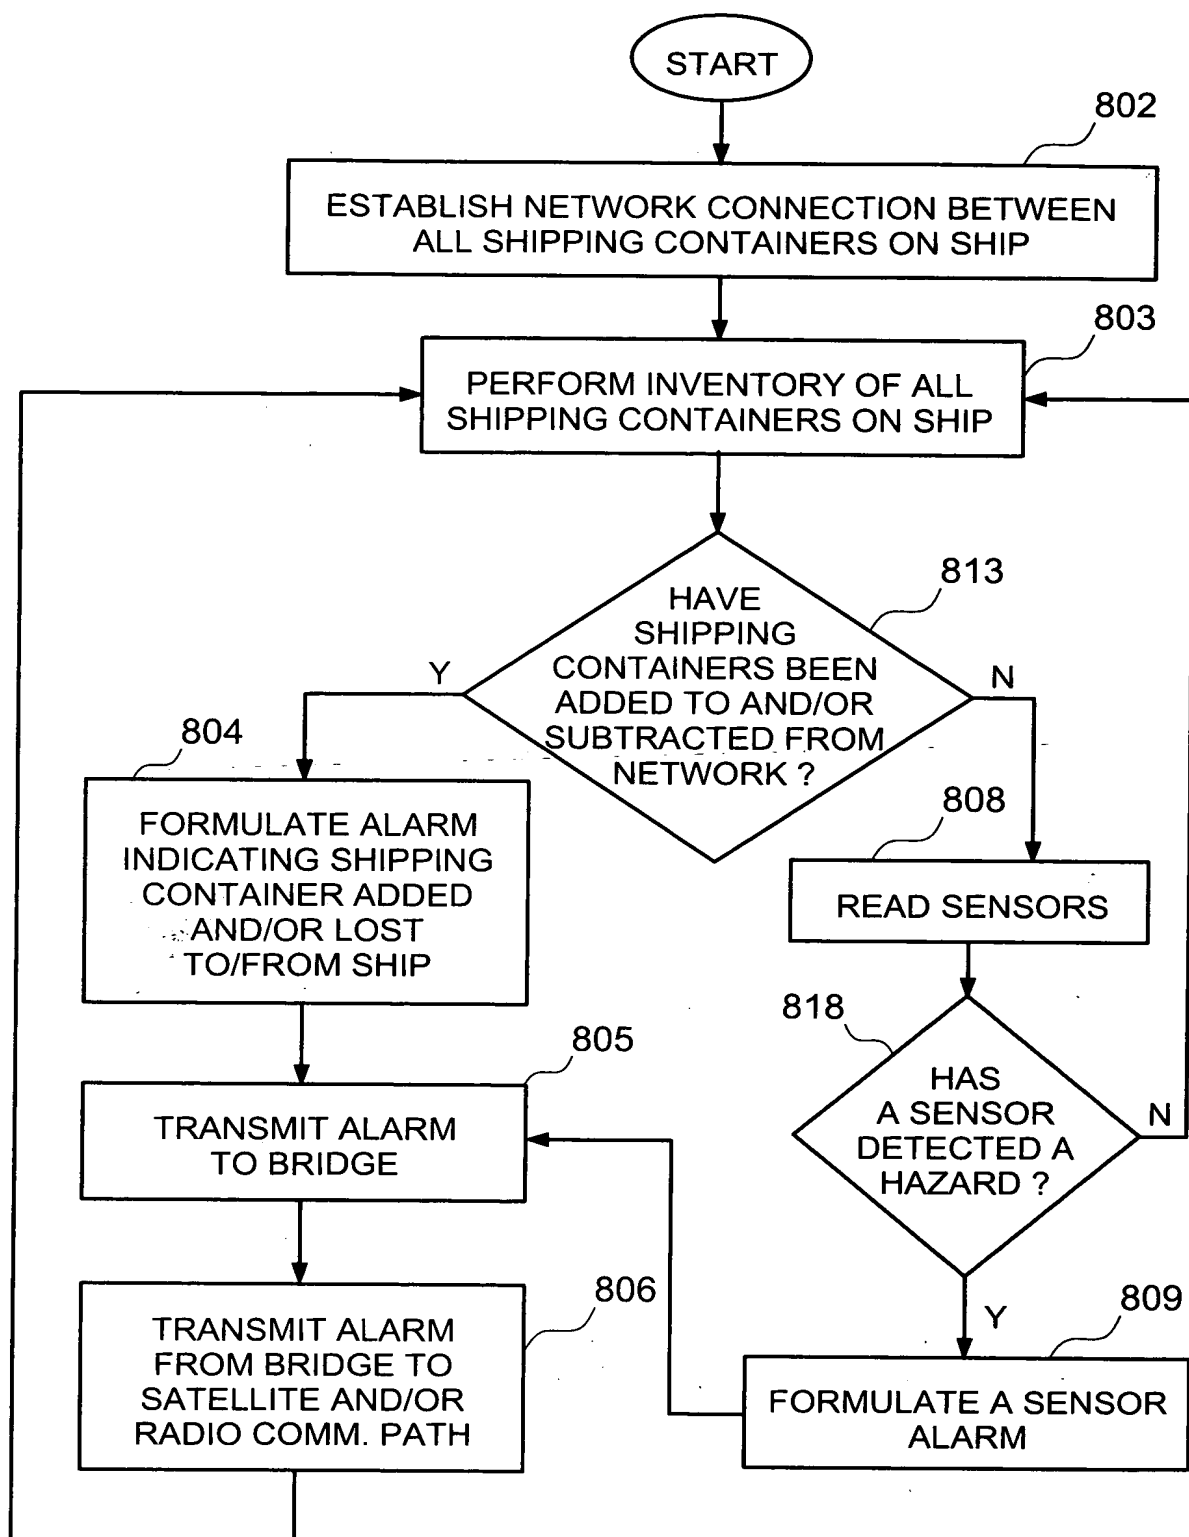 START
802
ESTABLISH NETWORK CONNECTION BETWEEN
ALL SHIPPING CONTAINERS ON SHIP
803
PERFORM INVENTORY OF ALL
SHIPPING CONTAINERS ON SHIP
813
HAVE
SHIPPING
CONTAINERS BEEN
ADDED TO AND/OR
SUBTRACTED FROM
NETWORK ?
Y
N
804
FORMULATE ALARM
INDICATING SHIPPING
CONTAINER ADDED
AND/OR LOST
TO/FROM SHIP
808
READ SENSORS
818
HAS
A SENSOR
DETECTED A
HAZARD ?
N
Y
805
TRANSMIT ALARM
TO BRIDGE
806
TRANSMIT ALARM
FROM BRIDGE TO
SATELLITE AND/OR
RADIO COMM. PATH
809
FORMULATE A SENSOR
ALARM